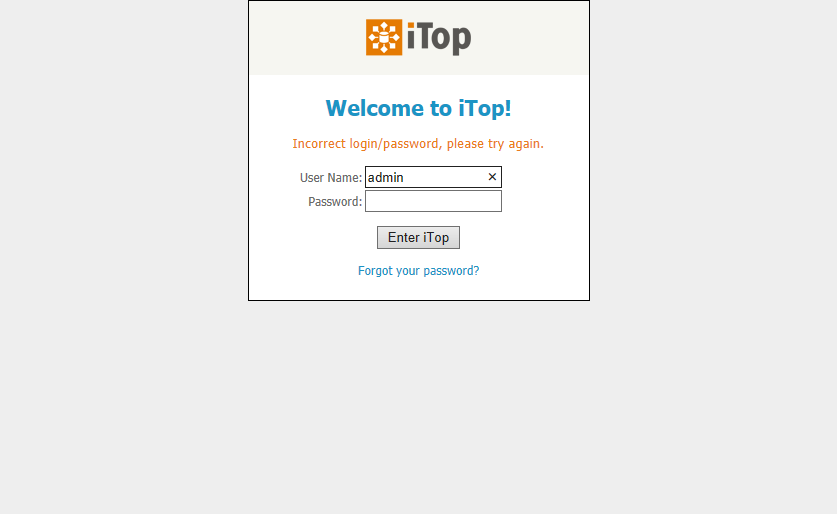 iTop
Welcome to iTop!
Incorrect login/password, please try again.
User Name: admin ×
Password:
Enter iTop
Forgot your password?